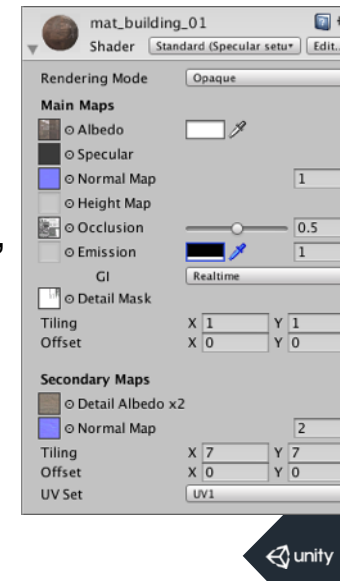 mat_building_01
Shader Standard (Specular setu Edit..
Rendering Mode Opaque
Main Maps
Albedo
Specular
Normal Map 1
Height Map
Occlusion 0.5
Emission 1
GI Realtime
Detail Mask
Tiling X 1 Y 1
Offset X 0 Y 0
Secondary Maps
Detail Albedo x2
Normal Map 2
Tiling X 7 Y 7
Offset X 0 Y 0
UV Set UV1
unity